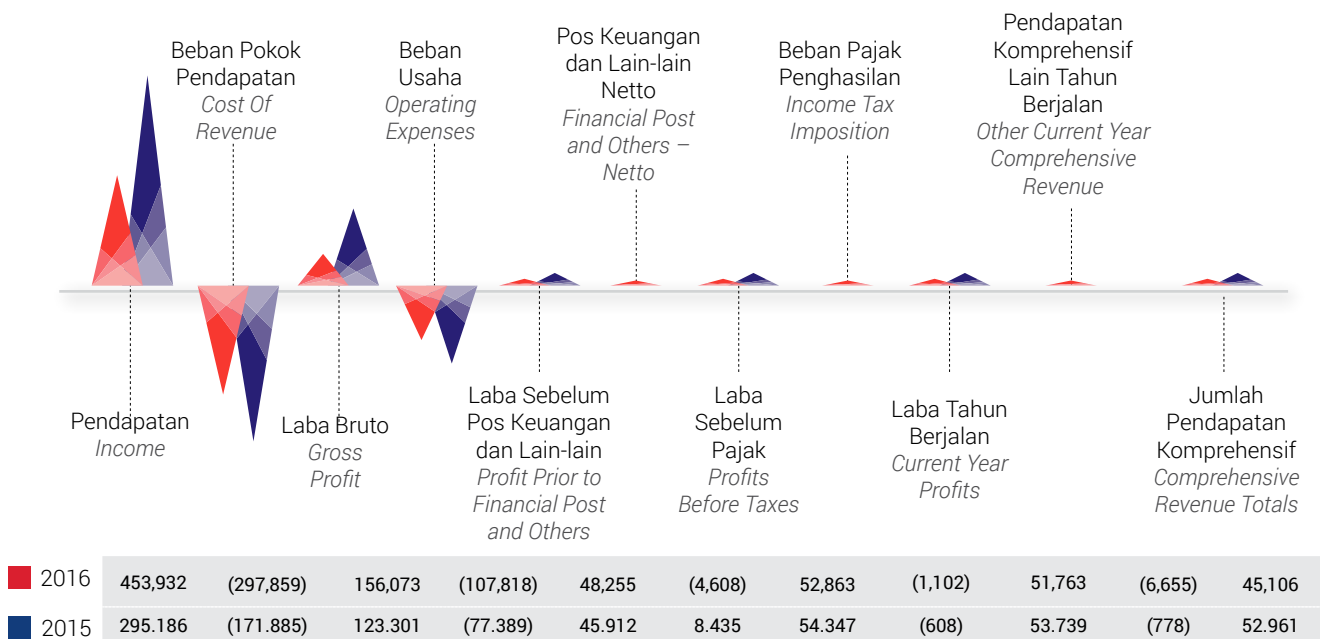 Beban Pokok
Pendapatan
Cost Of
Revenue
Beban
Usaha
Operating
Expenses
Pos Keuangan
dan Lain-lain
Netto
Financial Post
and Others –
Netto
Beban Pajak
Penghasilan
Income Tax
Imposition
Pendapatan
Komprehensif
Lain Tahun
Berjalan
Other Current Year
Comprehensive
Revenue
Pendapatan
Income
Laba Bruto
Gross
Profit
Laba Sebelum
Pos Keuangan
dan Lain-lain
Profit Prior to
Financial Post
and Others
Laba
Sebelum
Pajak
Profits
Before Taxes
Laba Tahun
Berjalan
Current Year
Profits
Jumlah
Pendapatan
Komprehensif
Comprehensive
Revenue Totals
2016 453,932 (297,859) 156,073 (107,818) 48,255 (4,608) 52,863 (1,102) 51,763 (6,655) 45,106
2015 295.186 (171.885) 123.301 (77.389) 45.912 8.435 54.347 (608) 53.739 (778) 52.961